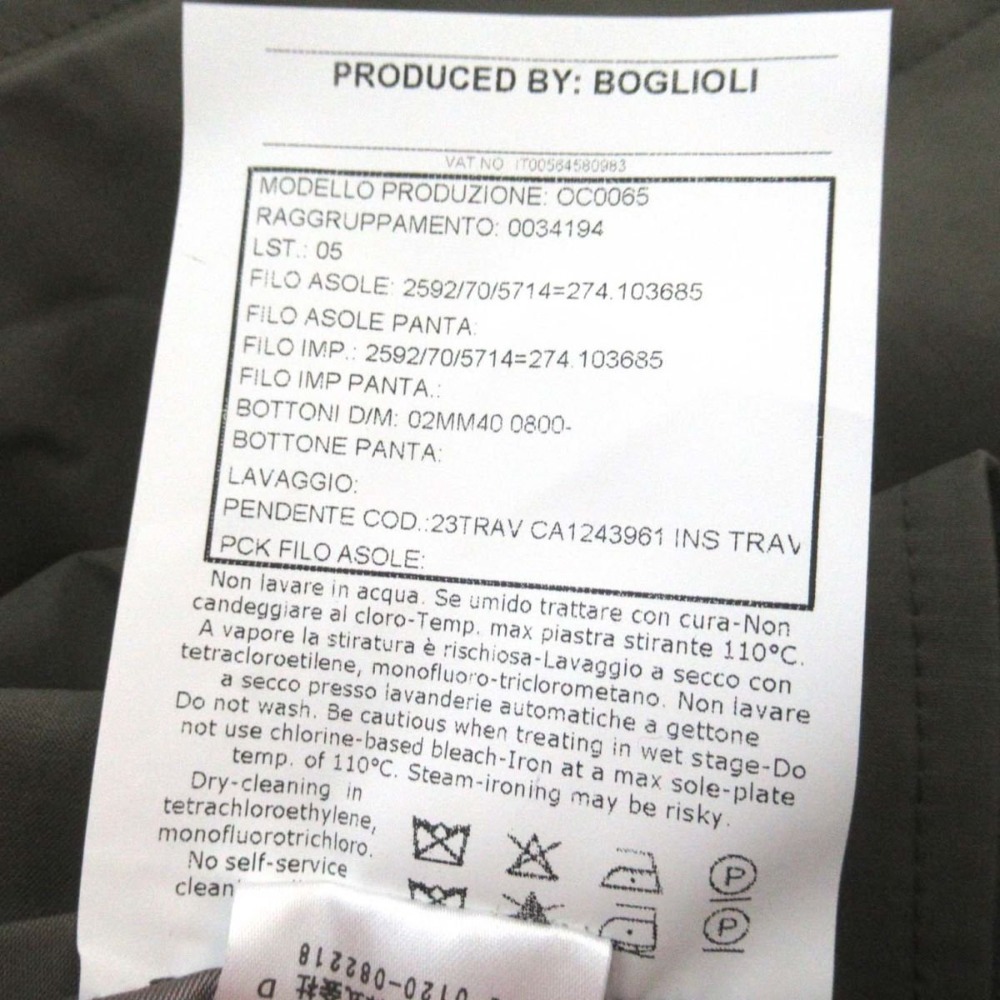 PRODUCED BY: BOGLIOLI
VAT NO IT00564580983
MODELLO PRODUZIONE: OC0065
RAGGRUPPAMENTO: 0034194
LST.: 05
FILO ASOLE: 2592/70/5714=274.103685
FILO ASOLE PANTA:
FILO IMP.: 2592/70/5714=274.103685
FILO IMP PANTA.:
BOTTONI D/M: 02MM40 0800-
BOTTONE PANTA:
LAVAGGIO:
PENDENTE COD.:23TRAV CA1243961 INS TRAV
PCK FILO ASOLE:
Non lavare in acqua. Se umido trattare con cura-Non
candeggiare al cloro-Temp. max piastra stirante 110°C.
A vapore la stiratura è rischiosa-Lavaggio a secco con
tetracloroetilene, monofluoro-triclorometano. Non lavare
a secco presso lavanderie automatiche a gettone
Do not wash. Be cautious when treating in wet stage-Do
not use chlorine-based bleach-Iron at a max sole-plate
temp. of 110°C. Steam-ironing may be risky.
Dry-cleaning in
tetrachloroethylene,
monofluorotrichloro.
No self-service
P
P
0120-082218
式会社 D